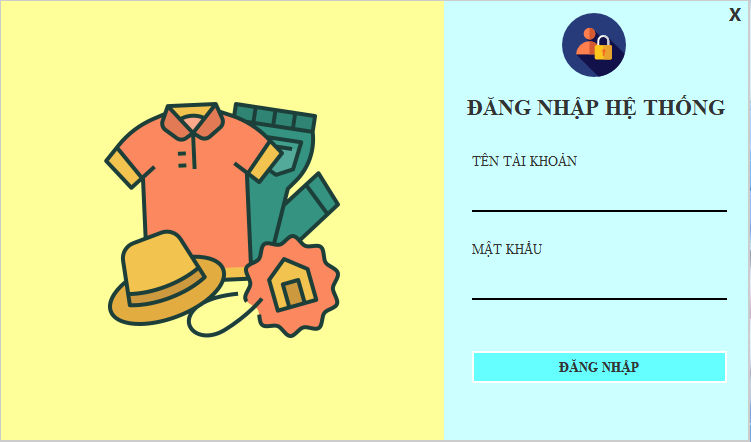 X
ĐĂNG NHẬP HỆ THỐNG
TÊN TÀI KHOẢN
MẬT KHẨU
ĐĂNG NHẬP